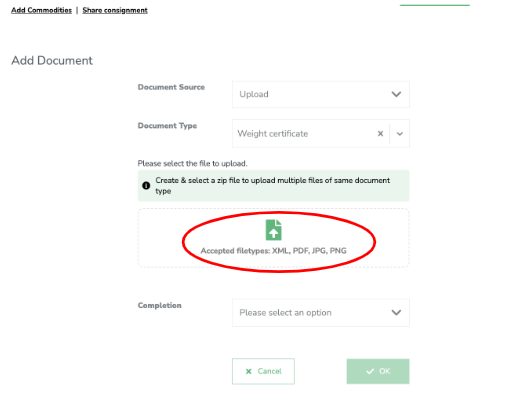 Add Commodities | Share consignment
Add Document
Document Source
Upload
Document Type
Weight certificate
Please select the file to upload.
Create & select a zip file to upload multiple files of same document
type
Accepted filetypes: XML, PDF, JPG, PNG
Completion
Please select an option
Cancel
OK